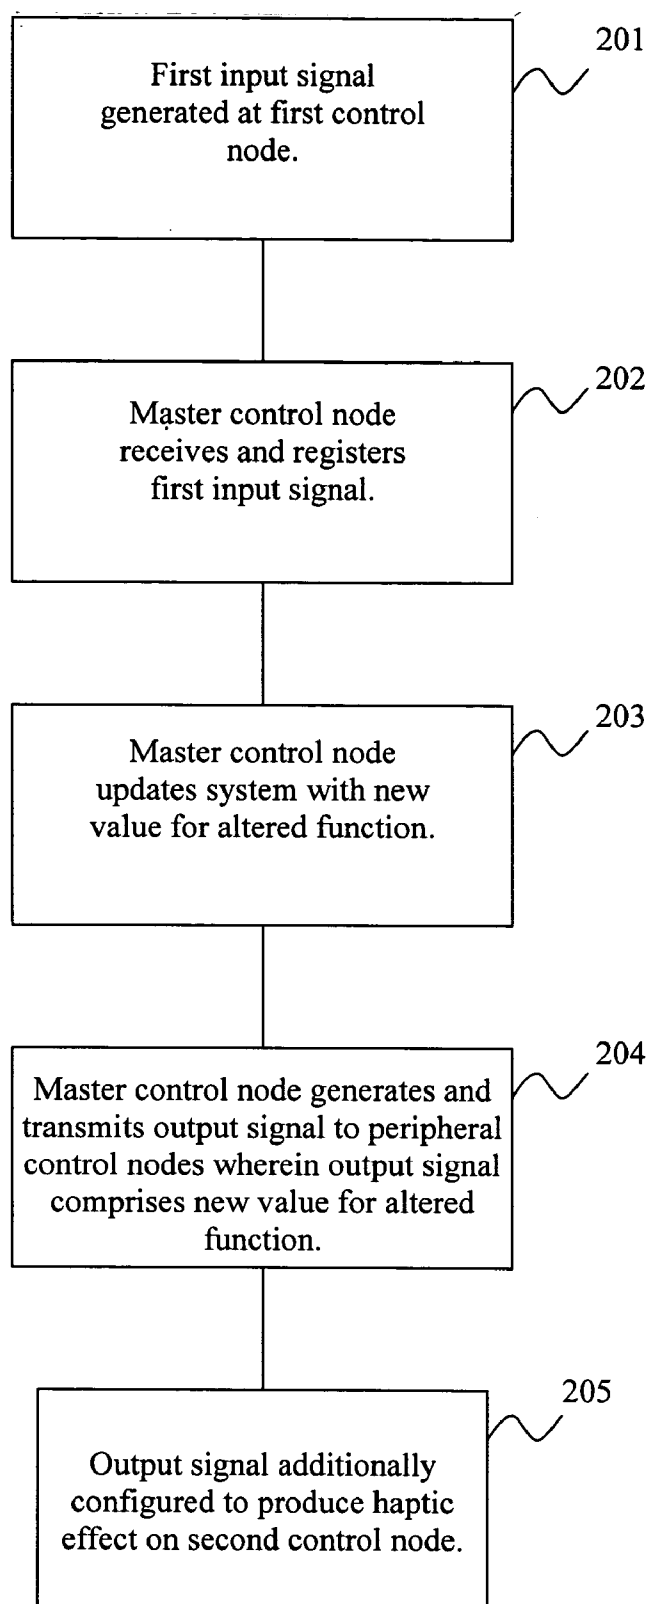 201
First input signal
generated at first control
node.
202
Master control node
receives and registers
first input signal.
203
Master control node
updates system with new
value for altered function.
204
Master control node generates and
transmits output signal to peripheral
control nodes wherein output signal
comprises new value for altered
function.
205
Output signal additionally
configured to produce haptic
effect on second control node.